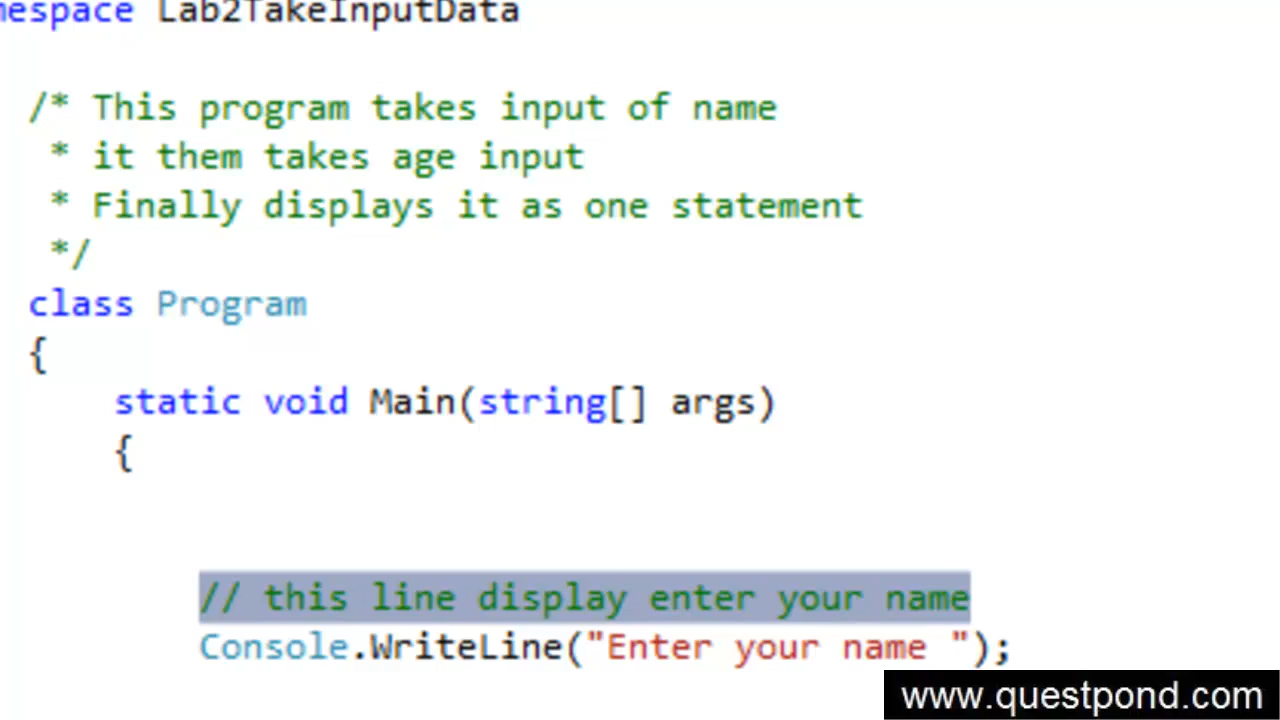 mespace Lab2TakeInputData
/* This program takes input of name
* it them takes age input
* Finally displays it as one statement
*/
class Program
{
static void Main(string[] args)
{
// this line display enter your name
Console.WriteLine("Enter your name ");
www.questpond.com